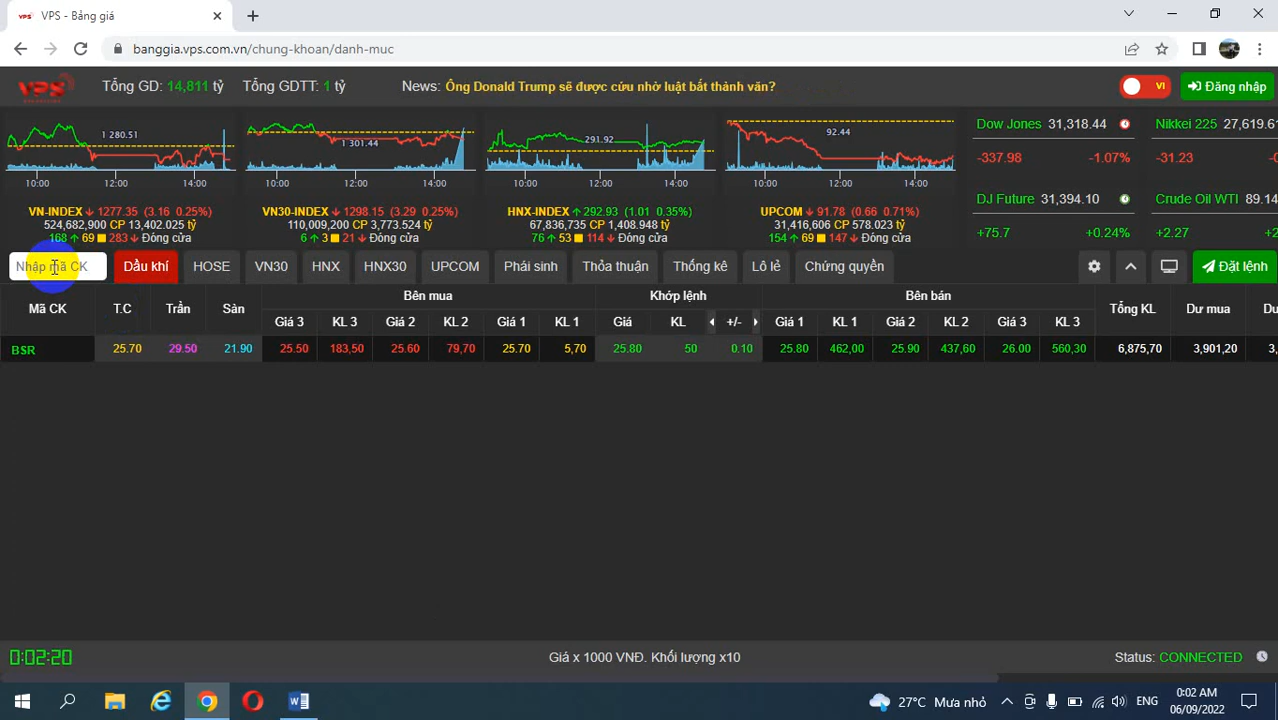 VPS - Bảng giá
banggia.vps.com.vn/chung-khoan/danh-muc
VPS Tổng GD: 14,811 tỷ Tổng GDTT: 1 tỷ News: Ông Donald Trump sẽ được cứu nhờ luật bất thành văn? VI Đăng nhập
1 280.51
10:00 12:00 14:00
VN-INDEX 1277.35 (3.16 0.25%)
524,682,900 CP 13,402.025 tỷ
168 69 283 Đóng cửa
1 301.44
10:00 12:00 14:00
VN30-INDEX 1298.15 (3.29 0.25%)
110,009,200 CP 3,773.524 tỷ
6 3 21 Đóng cửa
291.92
10:00 12:00 14:00
HNX-INDEX 292.93 (1.01 0.35%)
67,836,735 CP 1,408.948 tỷ
76 53 114 Đóng cửa
92.44
10:00 12:00 14:00
UPCOM 91.78 (0.66 0.71%)
31,416,606 CP 578.023 tỷ
154 69 147 Đóng cửa
Dow Jones 31,318.44
-337.98 -1.07%
DJ Future 31,394.10
+75.7 +0.24%
Nikkei 225 27,619.61
-31.23
Crude Oil WTI 89.14
+2.27
Nhập mã CK Dầu khí HOSE VN30 HNX HNX30 UPCOM Phái sinh Thỏa thuận Thống kê Lô lẻ Chứng quyền Đặt lệnh
Mã CK T.C Trần Sàn Bên mua Khớp lệnh Bên bán Tổng KL Dư mua
Giá 3 KL 3 Giá 2 KL 2 Giá 1 KL 1 Giá KL +/- Giá 1 KL 1 Giá 2 KL 2 Giá 3 KL 3
BSR 25.70 29.50 21.90 25.50 183,50 25.60 79,70 25.70 5,70 25.80 50 0.10 25.80 462,00 25.90 437,60 26.00 560,30 6,875,70 3,901,20
0:02:20 Giá x 1000 VNĐ. Khối lượng x10 Status: CONNECTED
27°C Mưa nhỏ ENG 0:02 AM
06/09/2022